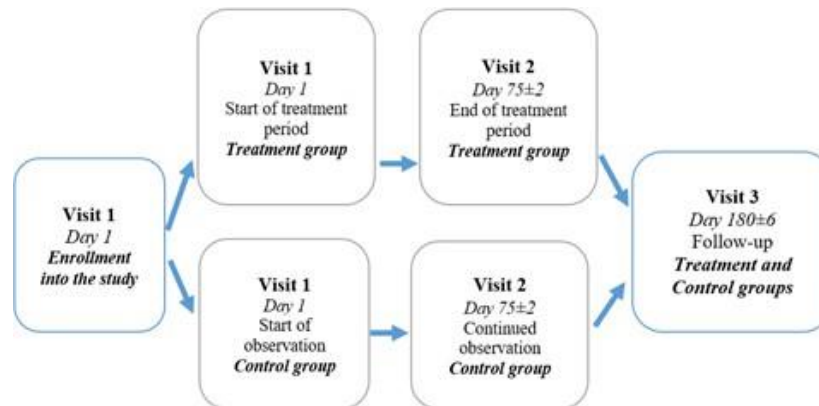 Visit 1
Day 1
Enrollment
into the study
Visit 1
Day 1
Start of treatment
period
Treatment group
Visit 2
Day 75±2
End of treatment
period
Treatment group
Visit 1
Day 1
Start of
observation
Control group
Visit 2
Day 75±2
Continued
observation
Control group
Visit 3
Day 180±6
Follow-up
Treatment and
Control groups